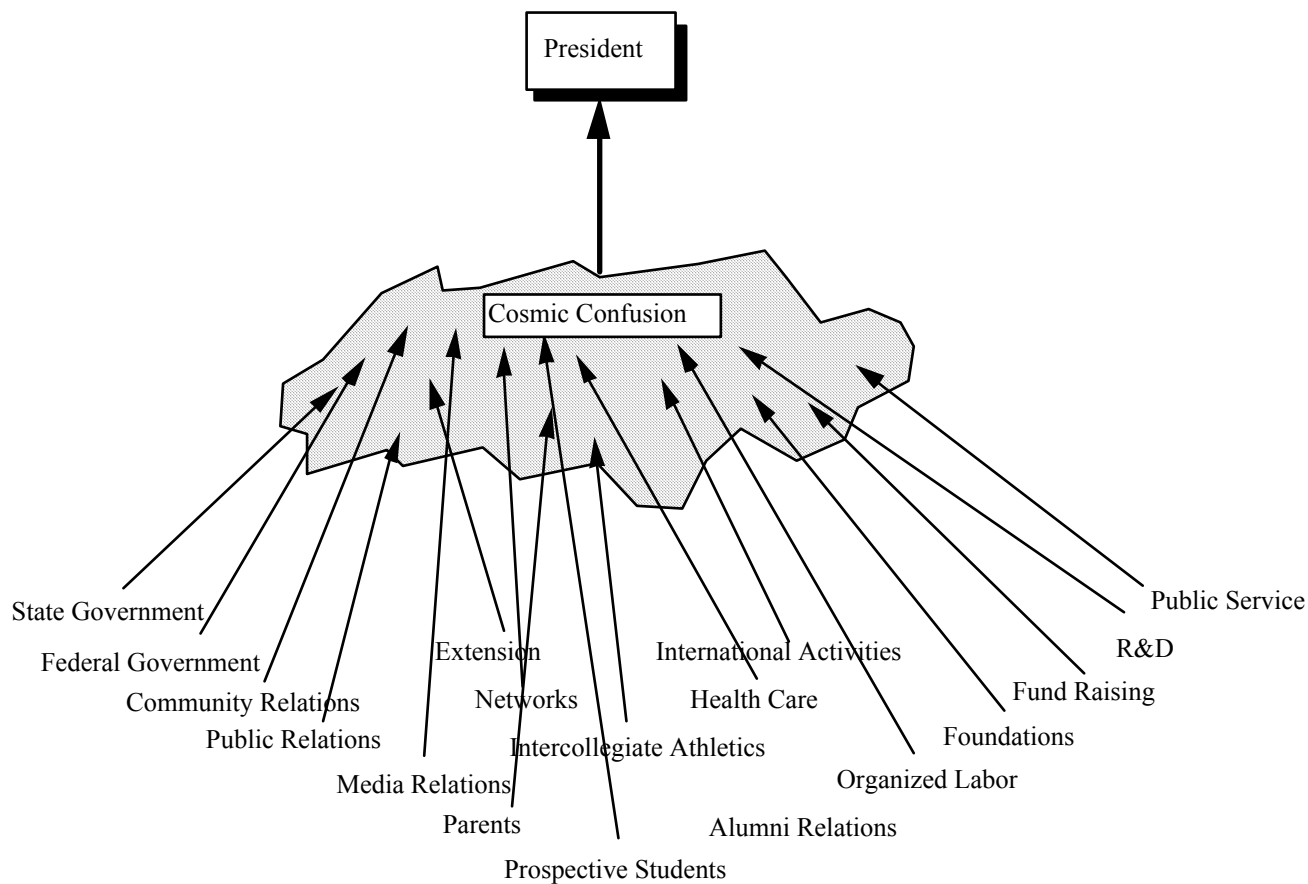 President
Cosmic Confusion
State Government
Federal Government
Community Relations
Public Relations
Media Relations
Parents
Prospective Students
Extension
Networks
Intercollegiate Athletics
International Activities
Health Care
Alumni Relations
Organized Labor
Foundations
Fund Raising
R&D
Public Service